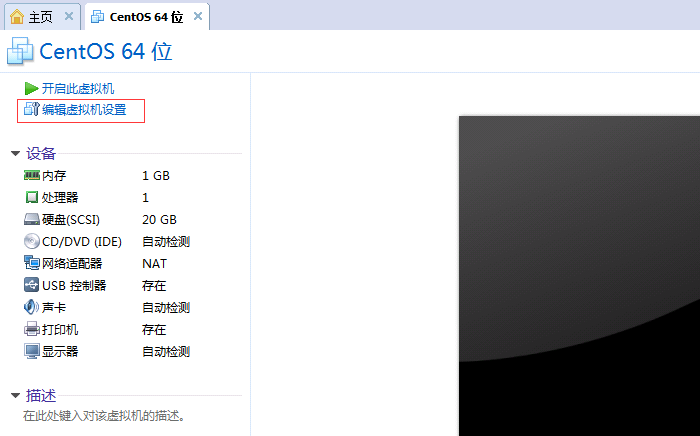 主页
CentOS 64 位
CentOS 64 位
开启此虚拟机
编辑虚拟机设置
设备
内存 1 GB
处理器 1
硬盘(SCSI) 20 GB
CD/DVD (IDE) 自动检测
网络适配器 NAT
USB 控制器 存在
声卡 自动检测
打印机 存在
显示器 自动检测
描述
在此处键入对该虚拟机的描述。